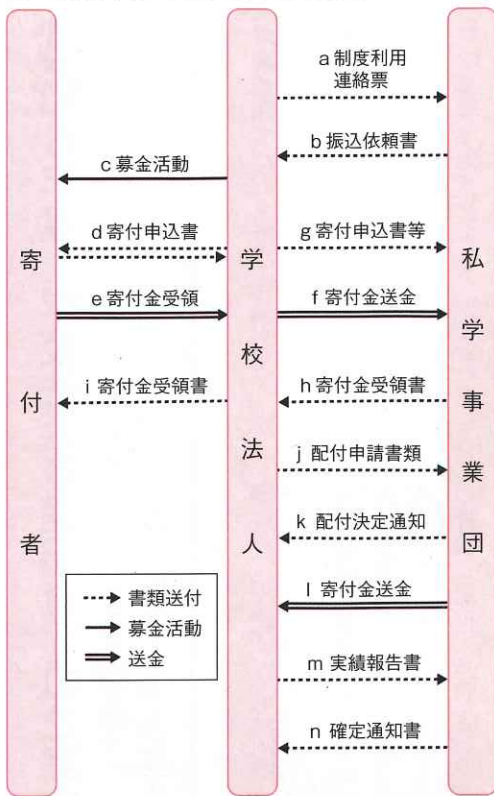 a 制度利用
連絡票
b 振込依頼書
c 募金活動
d 寄付申込書
g 寄付申込書等
e 寄付金受領
f 寄付金送金
i 寄付金受領書
h 寄付金受領書
j 配付申請書類
k 配付決定通知
l 寄付金送金
m 実績報告書
n 確定通知書
寄付者
学校法人
私学事業団
書類送付
募金活動
送金